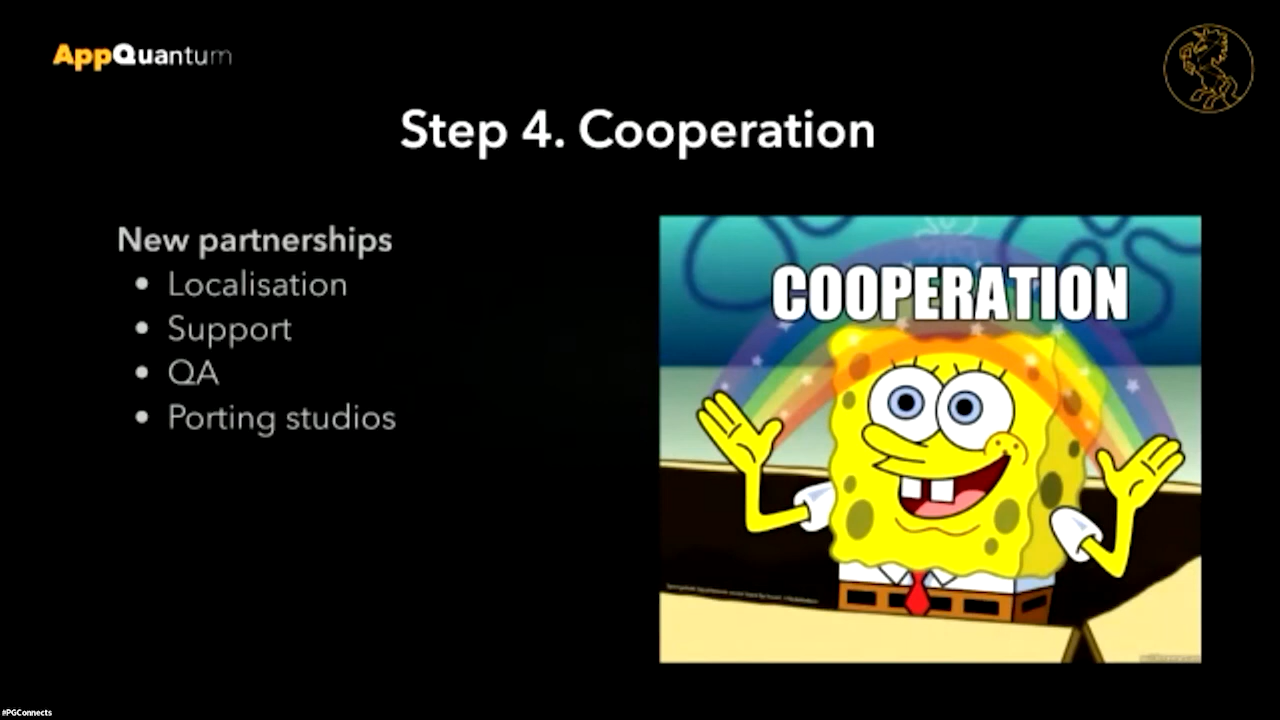 AppQuantum
Step 4. Cooperation
New partnerships
• Localisation
• Support
• QA
• Porting studios
COOPERATION
#PGConnects